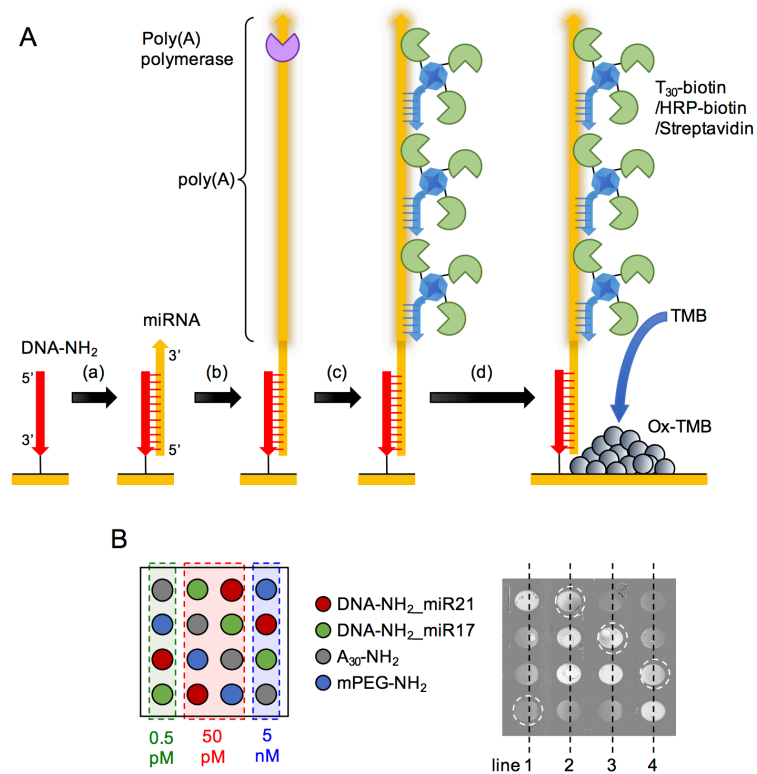 A
Poly(A)
polymerase
poly(A)
T30-biotin
/HRP-biotin
/Streptavidin
miRNA
TMB
DNA-NH2
5’
3’
(a)
(b)
(c)
(d)
3’
5’
Ox-TMB
B
DNA-NH2_miR21
DNA-NH2_miR17
A30-NH2
mPEG-NH2
0.5
pM
50
pM
5
nM
line 1 2 3 4